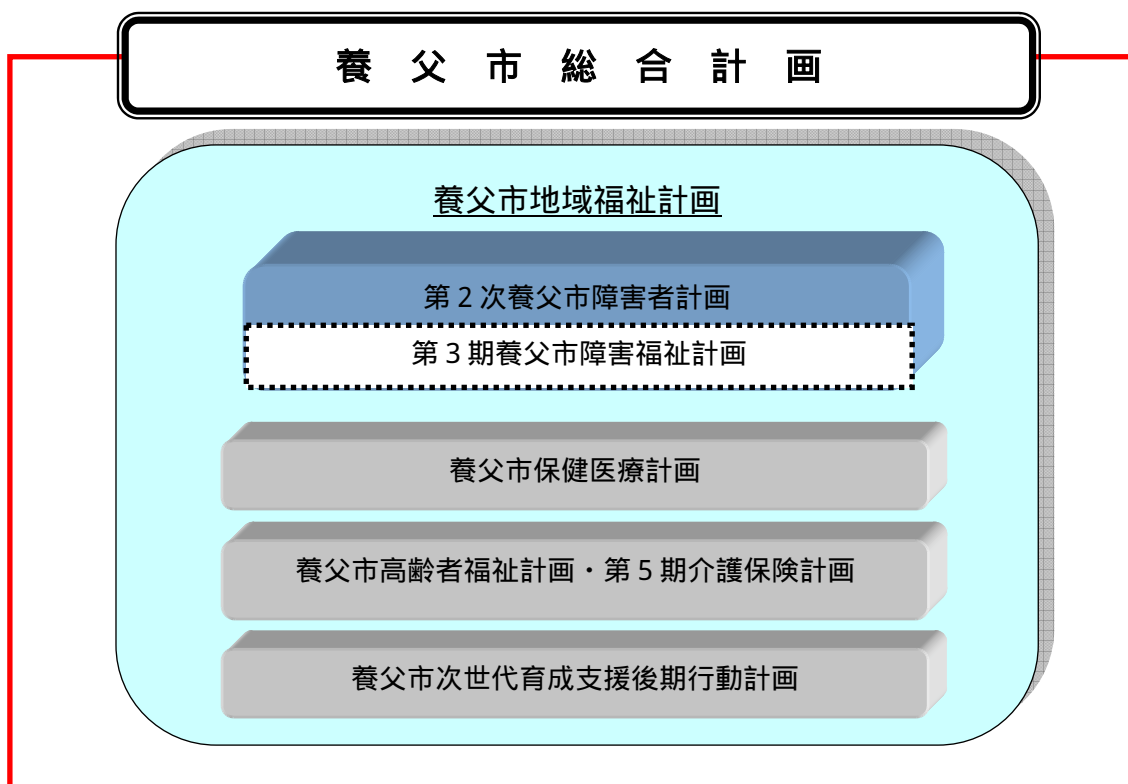 養父市総合計画
養父市地域福祉計画
第２次養父市障害者計画
第３期養父市障害福祉計画
養父市保健医療計画
養父市高齢者福祉計画・第５期介護保険計画
養父市次世代育成支援後期行動計画